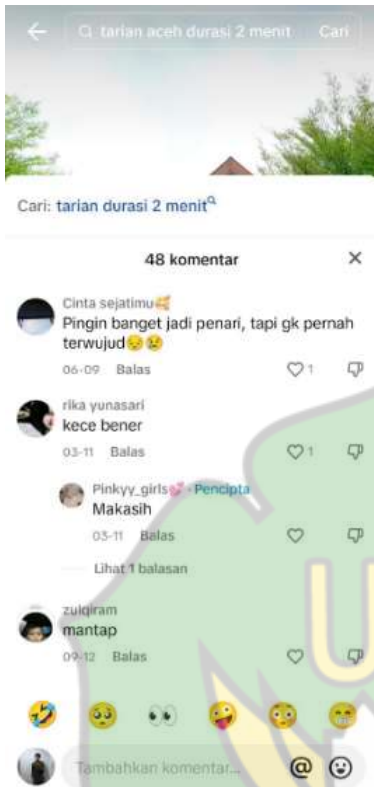 tarian aceh durasi 2 menit Cari
Cari: tarian durasi 2 menit
48 komentar
Cinta sejatimu🥰
Pingin banget jadi penari, tapi gk pernah
terwujud😔😢
06-09 Balas 1
rika yunasari
kece bener
03-11 Balas 1
Pinkyy_girls💕 · Pencipta
Makasih
03-11 Balas
Lihat 1 balasan
zulqiram
mantap
09-12 Balas
Tambahkan komentar... @
U